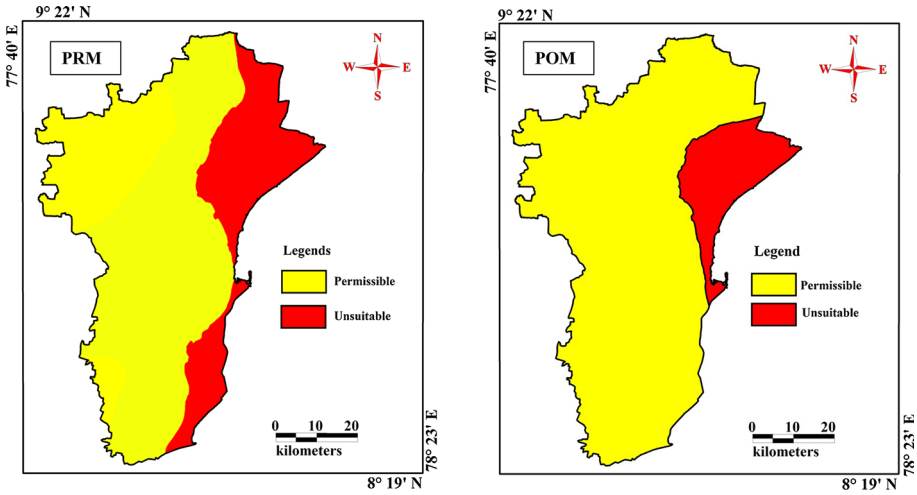 9° 22' N
77° 40' E
PRM
N
W E
S
Legends
Permissible
Unsuitable
0 10 20
kilometers
78° 23' E
8° 19' N
9° 22' N
77° 40' E
POM
N
W E
S
Legend
Permissible
Unsuitable
0 10 20
kilometers
78° 23' E
8° 19' N